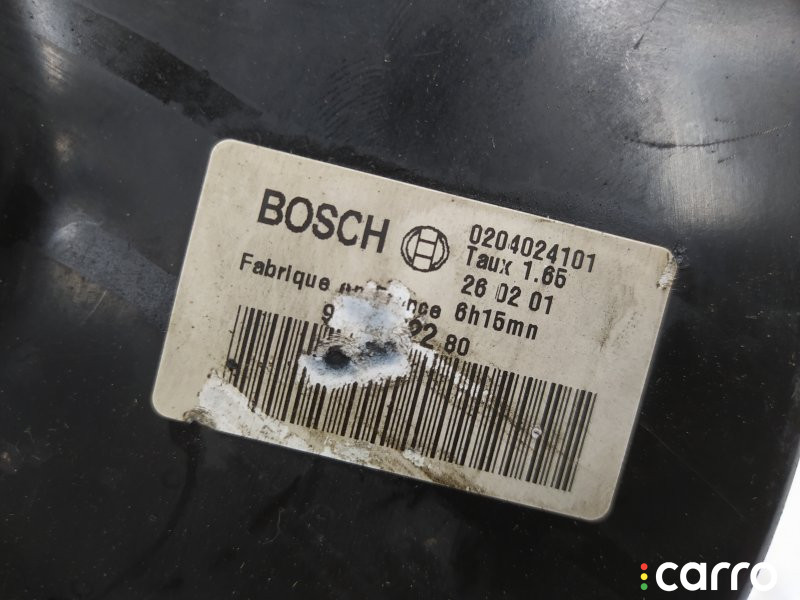 BOSCH
0204024101
Taux 1.65
26 02 01
Fabrique 6h15mn
80
carro